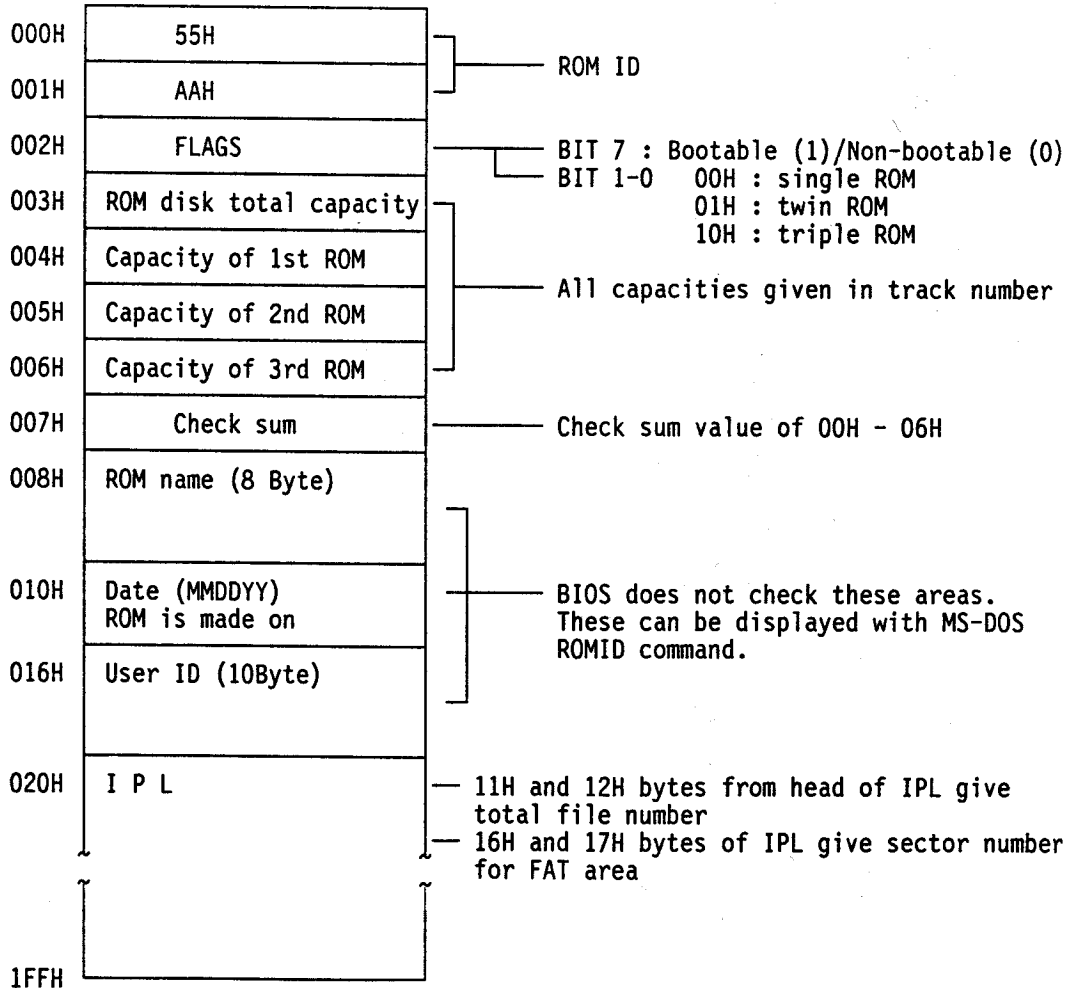 000H 55H
ROM ID
001H AAH
002H FLAGS BIT 7 : Bootable (1)/Non-bootable (0)
BIT 1-0 00H : single ROM
003H ROM disk total capacity 01H : twin ROM
10H : triple ROM
004H Capacity of 1st ROM
All capacities given in track number
005H Capacity of 2nd ROM
006H Capacity of 3rd ROM
007H Check sum Check sum value of 00H - 06H
008H ROM name (8 Byte)
010H Date (MMDDYY) BIOS does not check these areas.
ROM is made on These can be displayed with MS-DOS
ROMID command.
016H User ID (10Byte)
020H I P L 11H and 12H bytes from head of IPL give
total file number
16H and 17H bytes of IPL give sector number
for FAT area
1FFH